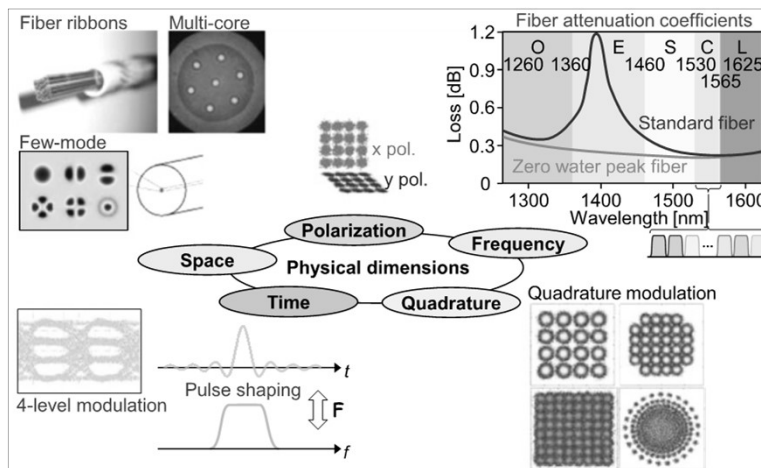 Fiber ribbons
Multi-core
Few-mode
x pol.
y pol.
Fiber attenuation coefficients
O E S C L
1260 1360 1460 1530 1625
1565
Loss [dB]
1.2
0.9
0.6
0.3
0
Standard fiber
Zero water peak fiber
1300 1400 1500 1600
Wavelength [nm]
...
Polarization
Frequency
Space
Physical dimensions
Time
Quadrature
4-level modulation
t
Pulse shaping
F
f
Quadrature modulation